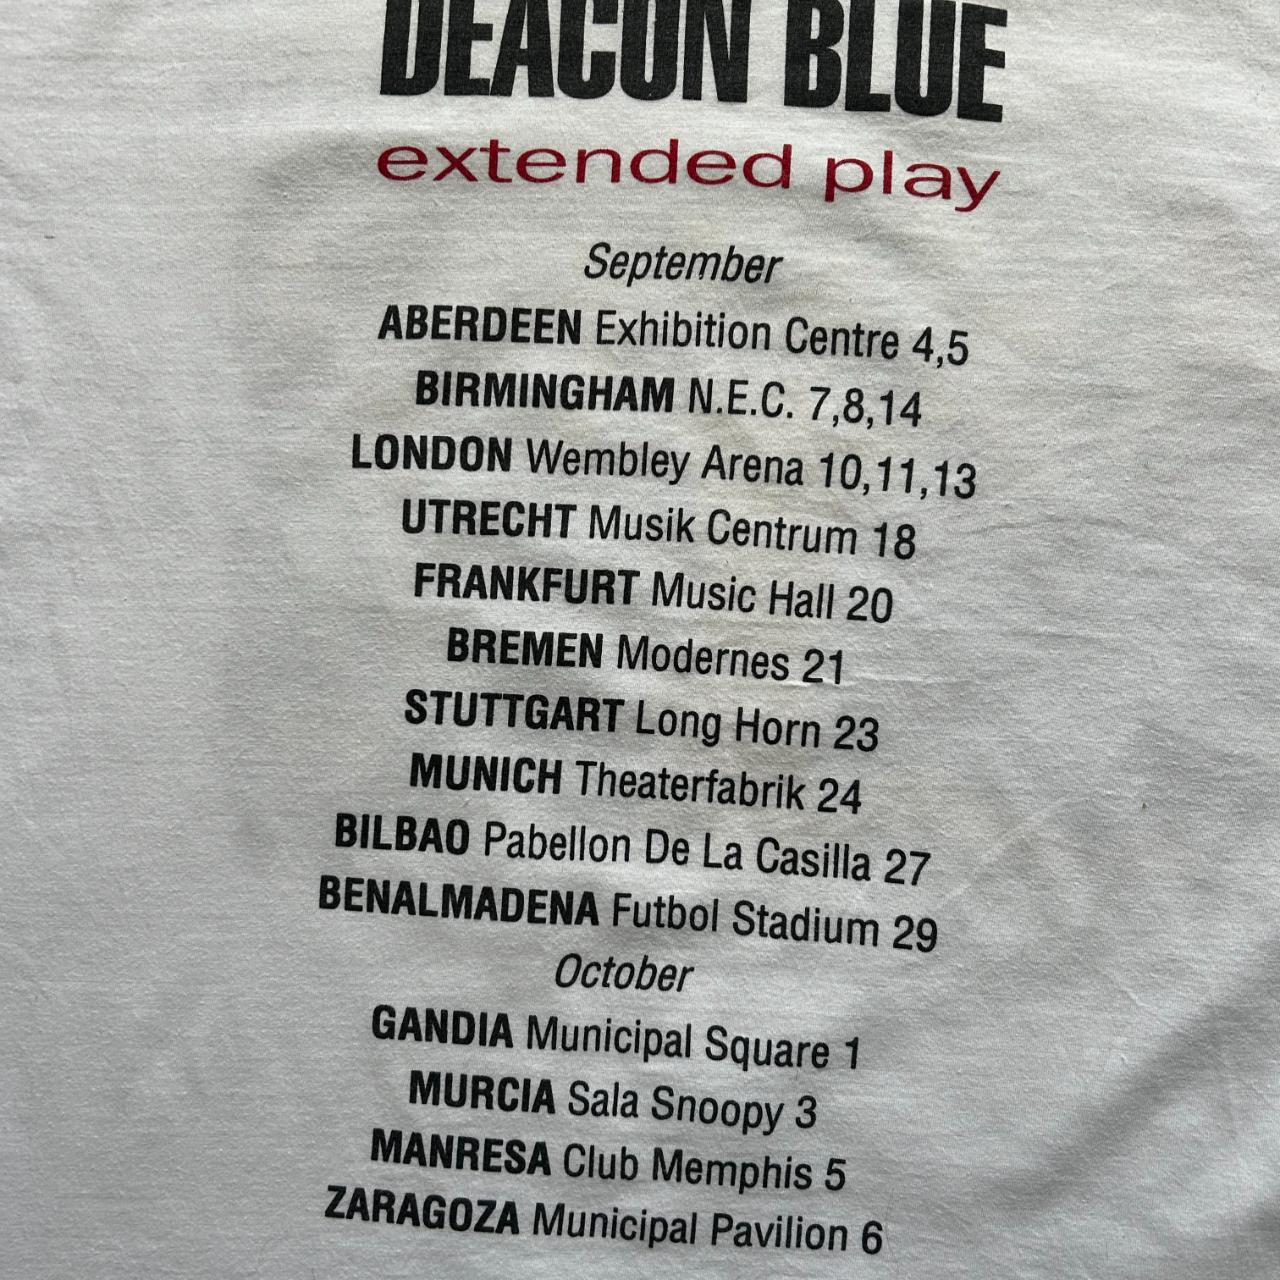 DEACON BLUE
extended play
September
ABERDEEN Exhibition Centre 4,5
BIRMINGHAM N.E.C. 7,8,14
LONDON Wembley Arena 10,11,13
UTRECHT Musik Centrum 18
FRANKFURT Music Hall 20
BREMEN Modernes 21
STUTTGART Long Horn 23
MUNICH Theaterfabrik 24
BILBAO Pabellon De La Casilla 27
BENALMADENA Futbol Stadium 29
October
GANDIA Municipal Square 1
MURCIA Sala Snoopy 3
MANRESA Club Memphis 5
ZARAGOZA Municipal Pavilion 6